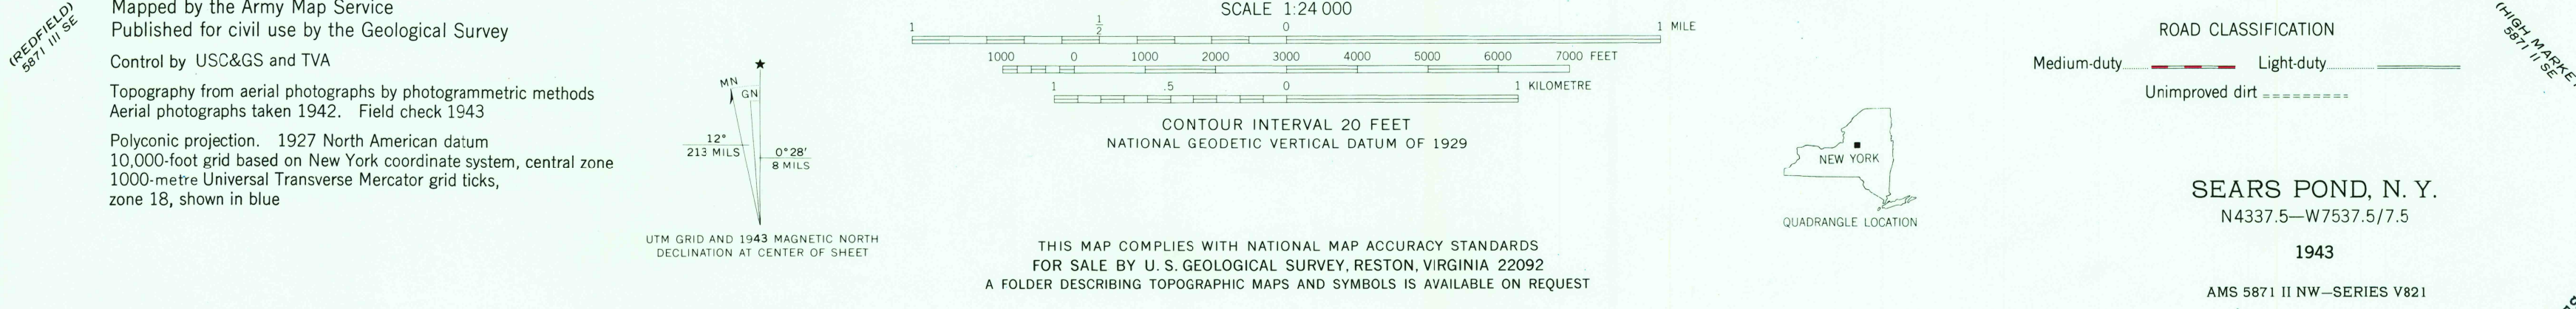 (REDFIELD)
5871 III SE
Mapped by the Army Map Service
Published for civil use by the Geological Survey
Control by USC&GS and TVA
Topography from aerial photographs by photogrammetric methods
Aerial photographs taken 1942. Field check 1943
Polyconic projection. 1927 North American datum
10,000-foot grid based on New York coordinate system, central zone
1000-metre Universal Transverse Mercator grid ticks,
zone 18, shown in blue
MN
GN
12°
213 MILS
0°28'
8 MILS
UTM GRID AND 1943 MAGNETIC NORTH
DECLINATION AT CENTER OF SHEET
SCALE 1:24 000
1 1/2 0 1 MILE
1000 0 1000 2000 3000 4000 5000 6000 7000 FEET
1 .5 0 1 KILOMETRE
CONTOUR INTERVAL 20 FEET
NATIONAL GEODETIC VERTICAL DATUM OF 1929
THIS MAP COMPLIES WITH NATIONAL MAP ACCURACY STANDARDS
FOR SALE BY U. S. GEOLOGICAL SURVEY, RESTON, VIRGINIA 22092
A FOLDER DESCRIBING TOPOGRAPHIC MAPS AND SYMBOLS IS AVAILABLE ON REQUEST
NEW YORK
QUADRANGLE LOCATION
ROAD CLASSIFICATION
Medium-duty Light-duty
Unimproved dirt
(HIGH MARKE
5871 II SE
SEARS POND, N. Y.
N4337.5—W7537.5/7.5
1943
AMS 5871 II NW—SERIES V821